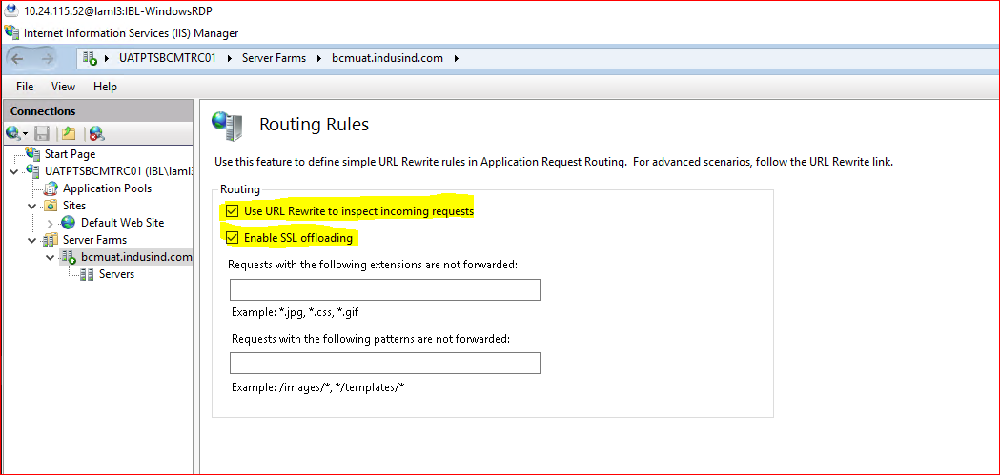 10.24.115.52@Iaml3:IBL-WindowsRDP
Internet Information Services (IIS) Manager
UATPTSBCMTRC01 Server Farms bcmuat.indusind.com
File View Help
Connections
Start Page
UATPTSBCMTRC01 (IBL\Iaml3
Application Pools
Sites
Default Web Site
Server Farms
bcmuat.indusind.com
Servers
Routing Rules
Use this feature to define simple URL Rewrite rules in Application Request Routing. For advanced scenarios, follow the URL Rewrite link.
Routing
Use URL Rewrite to inspect incoming requests
Enable SSL offloading
Requests with the following extensions are not forwarded:
Example: *.jpg, *.css, *.gif
Requests with the following patterns are not forwarded:
Example: /images/*, */templates/*